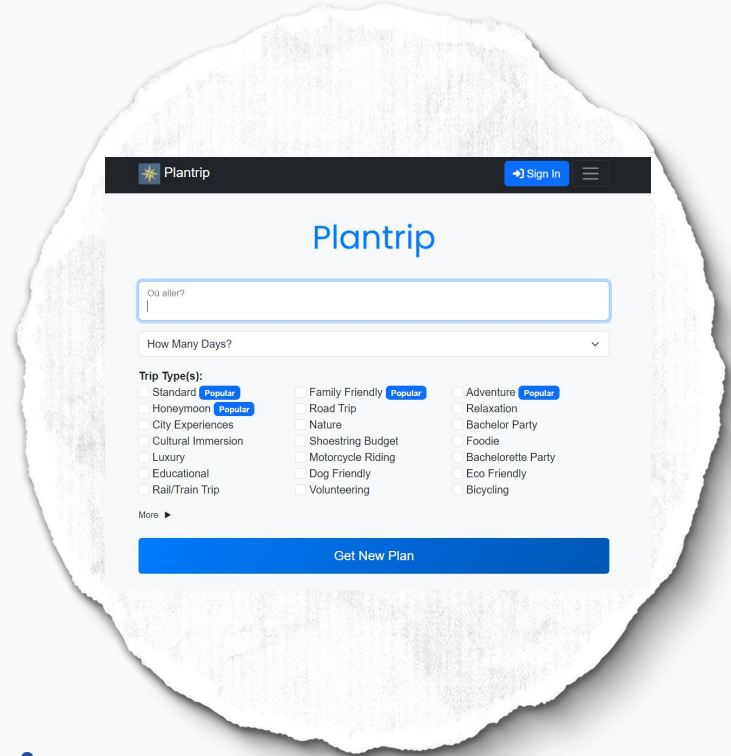 Plantrip
Sign In
Plantrip
Où aller?
How Many Days?
Trip Type(s):
Standard Popular Family Friendly Popular Adventure Popular
Honeymoon Popular Road Trip Relaxation
City Experiences Nature Bachelor Party
Cultural Immersion Shoestring Budget Foodie
Luxury Motorcycle Riding Bachelorette Party
Educational Dog Friendly Eco Friendly
Rail/Train Trip Volunteering Bicycling
More
Get New Plan